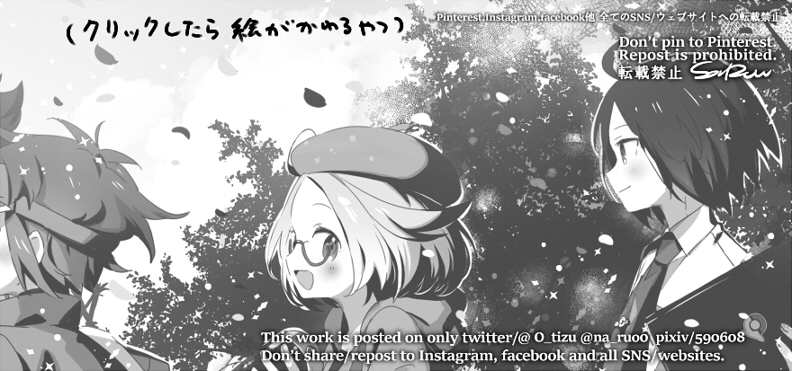 (クリックしたら 絵がかわるやつ)
Pinterest,Instagram,facebook他 全てのSNS/ウェブサイトへの転載禁止
Don't pin to Pinterest.
Repost is prohibited.
転載禁止
This work is posted on only twitter/@ O_tizu @na_ruoo pixiv/590608
Don't share/repost to Instagram, facebook and all SNS/websites.